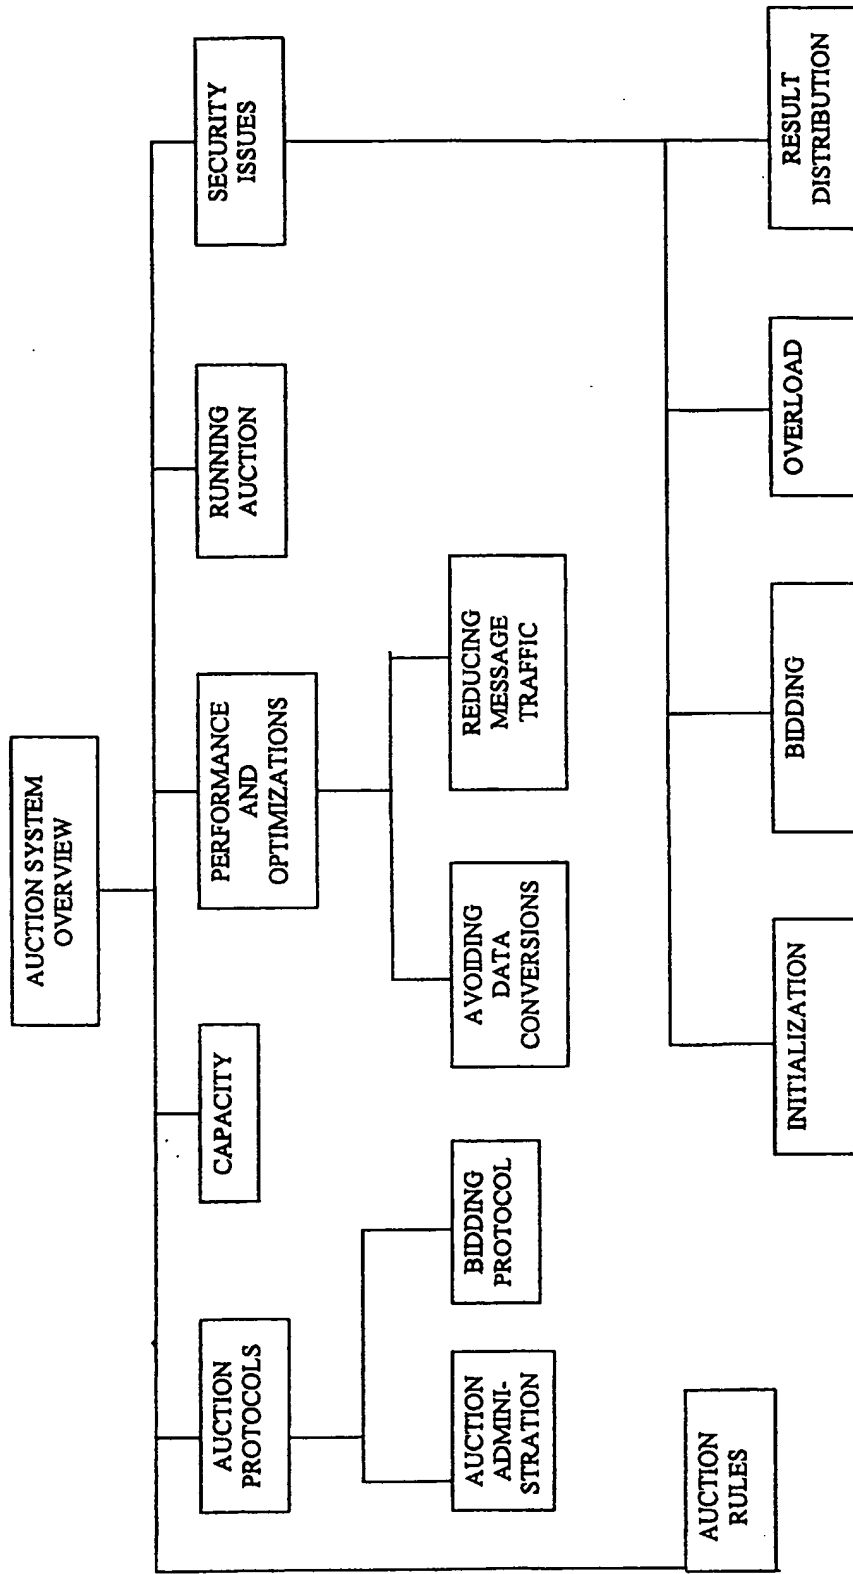 AUCTION SYSTEM
OVERVIEW
AUCTION
PROTOCOLS
CAPACITY
PERFORMANCE
AND
OPTIMIZATIONS
RUNNING
AUCTION
SECURITY
ISSUES
AUCTION
ADMINI-
STRATION
BIDDING
PROTOCOL
AVOIDING
DATA
CONVERSIONS
REDUCING
MESSAGE
TRAFFIC
AUCTION
RULES
INITIALIZATION
BIDDING
OVERLOAD
RESULT
DISTRIBUTION